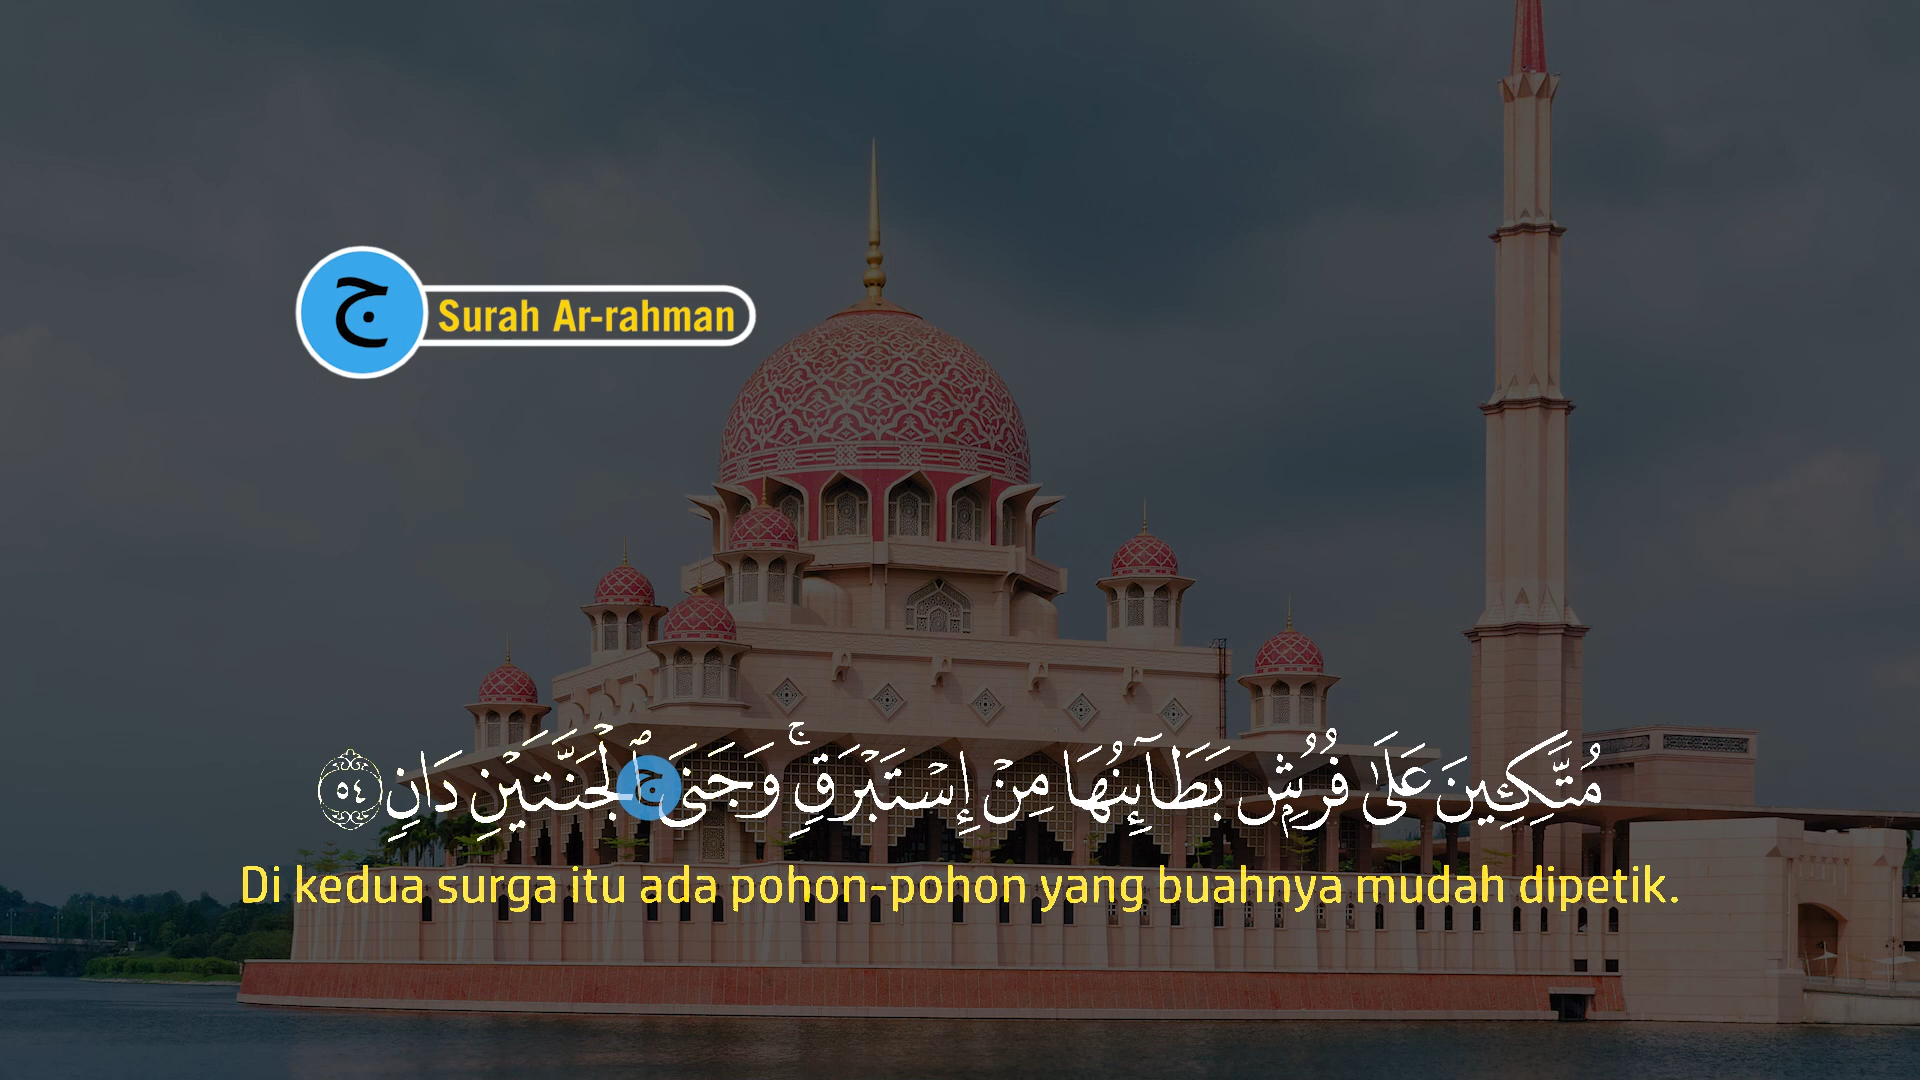 ج
Surah Ar-rahman
مُتَّكِـِٔينَ عَلَىٰ فُرُشٍۭ بَطَآئِنُهَا مِنْ إِسْتَبْرَقٍۚ وَجَنَى ٱلْجَنَّتَيْنِ دَانٍ ٥٤
ج
Di kedua surga itu ada pohon-pohon yang buahnya mudah dipetik.